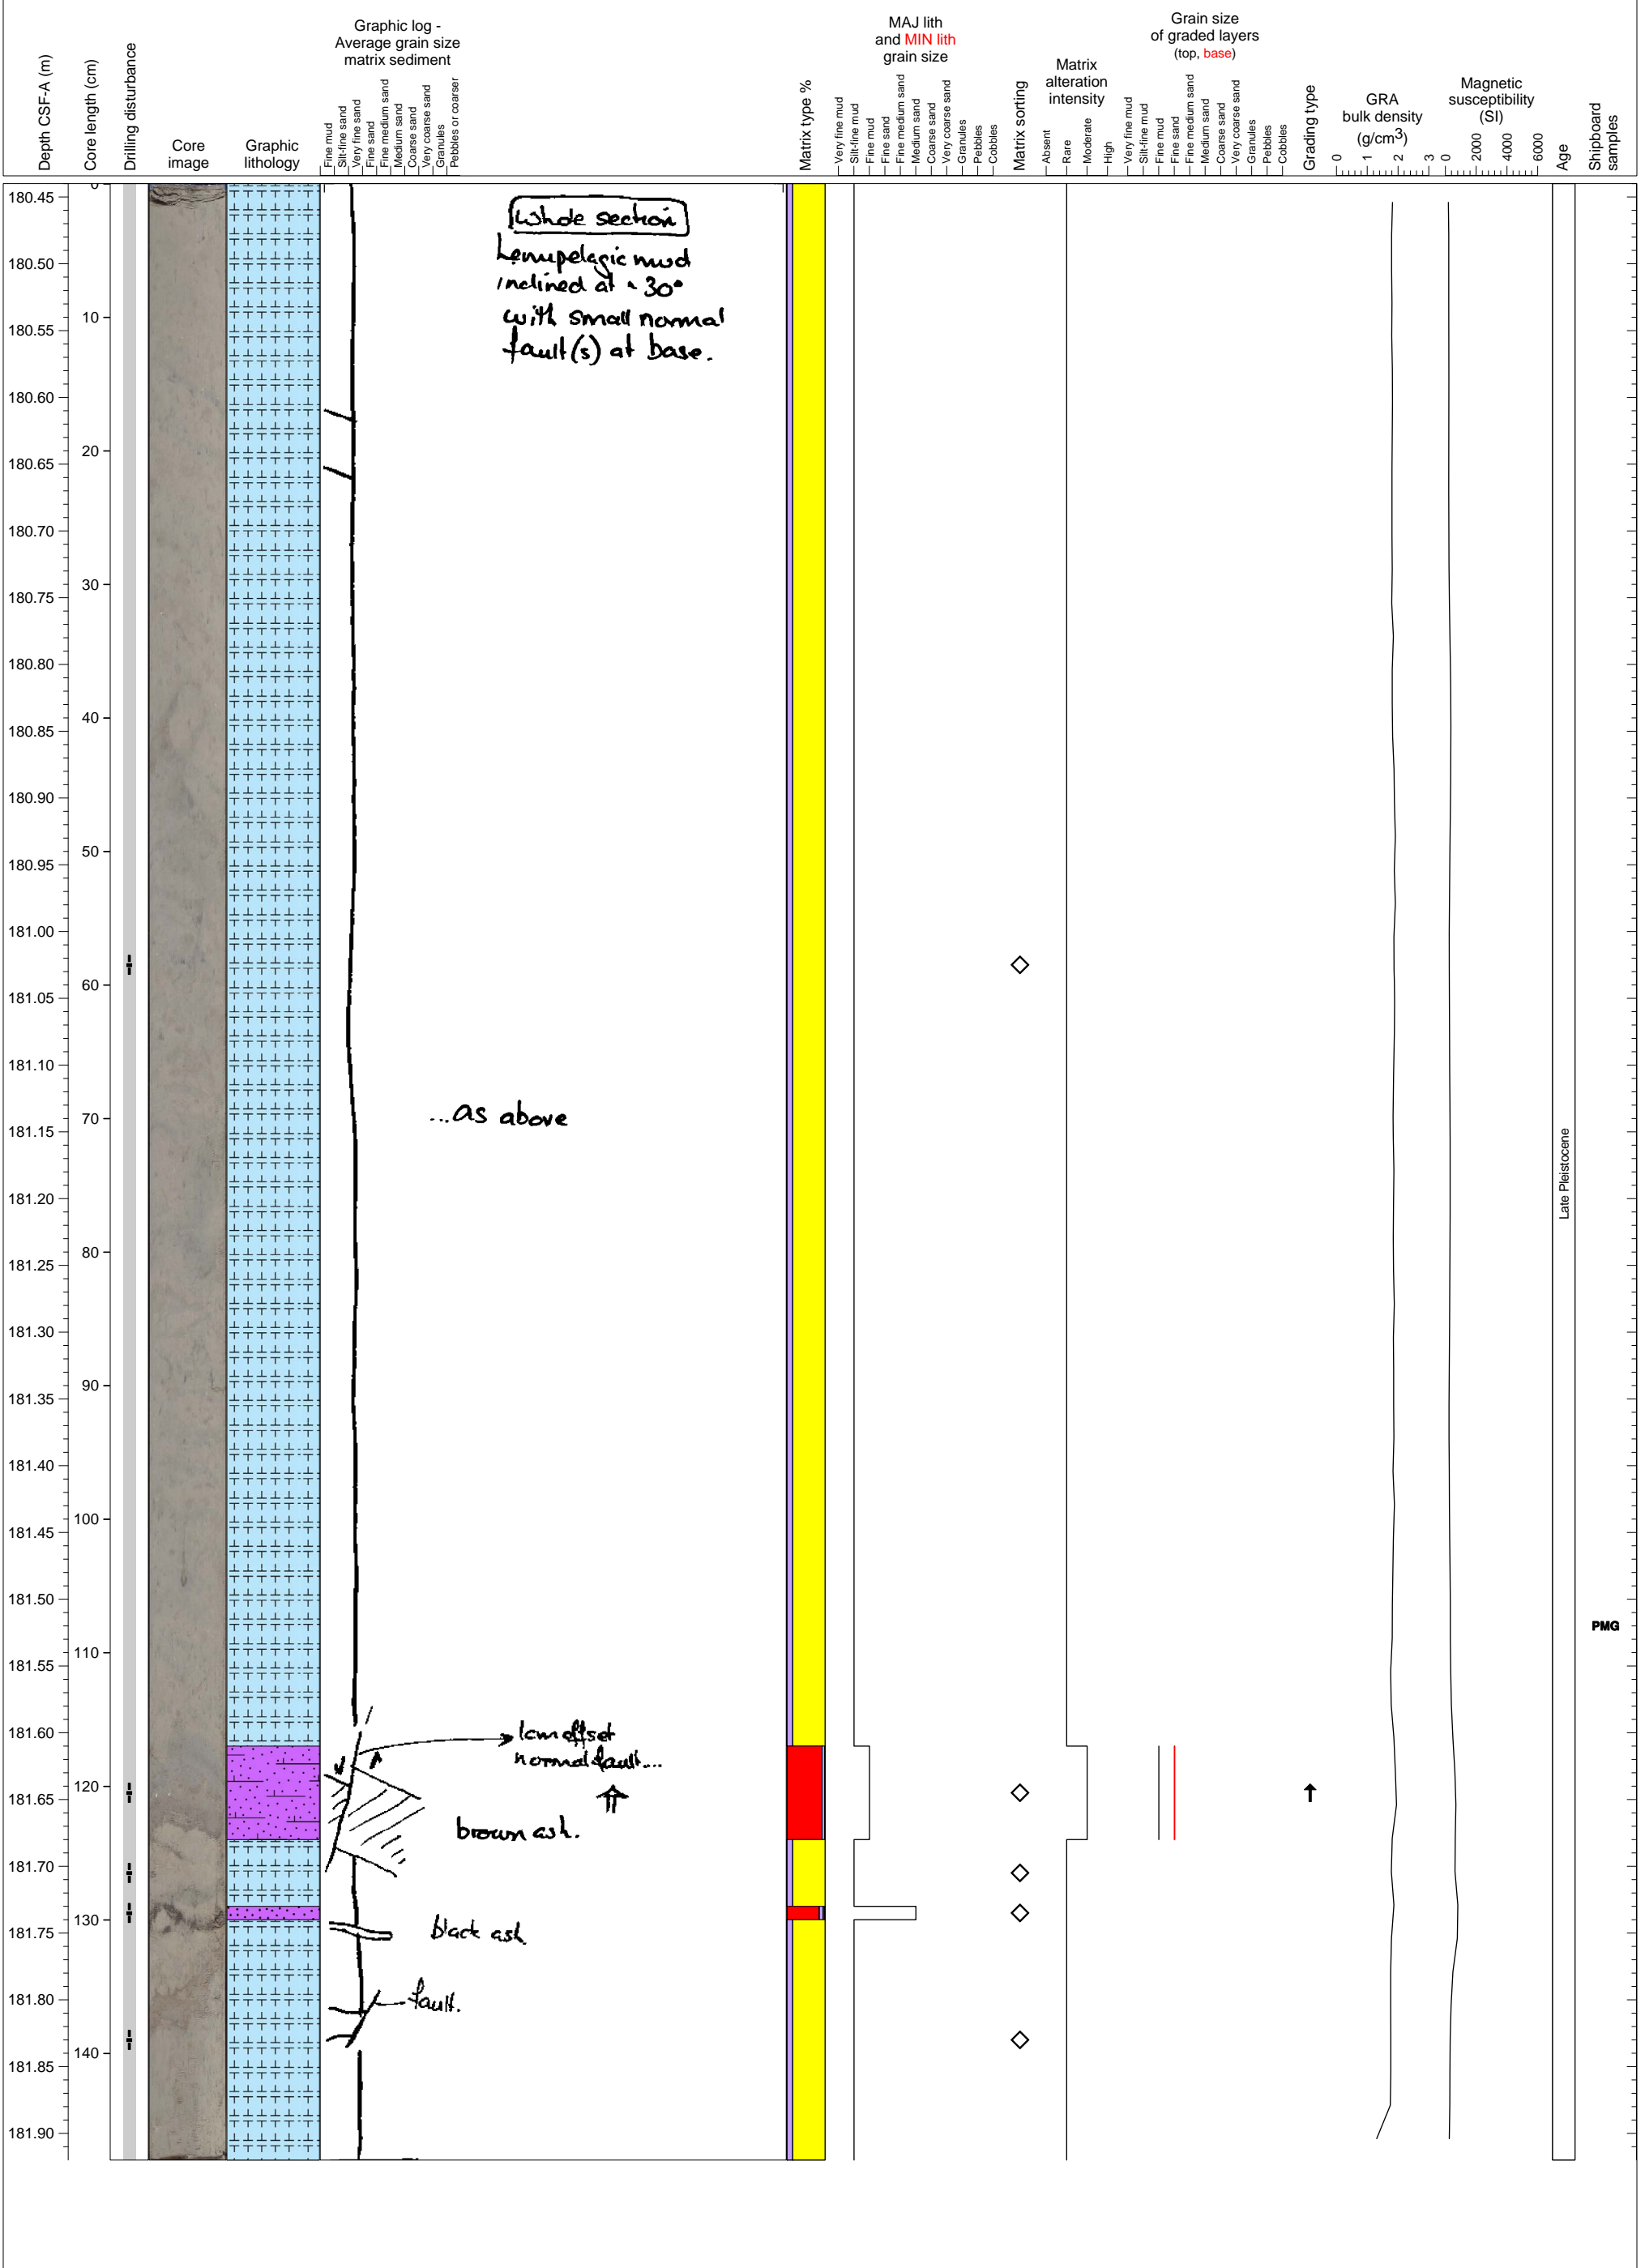 Depth CSF-A (m)
Core length (cm)
Drilling disturbance
Core
image
Graphic
lithology
Graphic log -
Average grain size
matrix sediment
Fine mud
Silt-fine sand
Very fine sand
Fine sand
Fine medium sand
Medium sand
Coarse sand
Very coarse sand
Granules
Pebbles or coarser
Matrix type %
MAJ lith
and MIN lith
grain size
Very fine mud
Silt-fine mud
Fine mud
Fine sand
Fine medium sand
Medium sand
Coarse sand
Very coarse sand
Granules
Pebbles
Cobbles
Matrix sorting
Matrix
alteration
intensity
Absent
Rare
Moderate
High
Grain size
of graded layers
(top, base)
Very fine mud
Silt-fine mud
Fine mud
Fine sand
Fine medium sand
Medium sand
Coarse sand
Very coarse sand
Granules
Pebbles
Cobbles
Grading type
GRA
bulk density
(g/cm3)
0 1 2 3
Magnetic
susceptibility
(SI)
0 2000 4000 6000
Age
Shipboard
samples
180.45
180.50
180.55
180.60
180.65
180.70
180.75
180.80
180.85
180.90
180.95
181.00
181.05
181.10
181.15
181.20
181.25
181.30
181.35
181.40
181.45
181.50
181.55
181.60
181.65
181.70
181.75
181.80
181.85
181.90
0
10
20
30
40
50
60
70
80
90
100
110
120
130
140
Whole section
hemipelagic mud
inclined at ~30°
with small normal
fault(s) at base.
...as above
1cm offset
normal fault...
brown ash.
black ash
fault.
Late Pleistocene
PMG